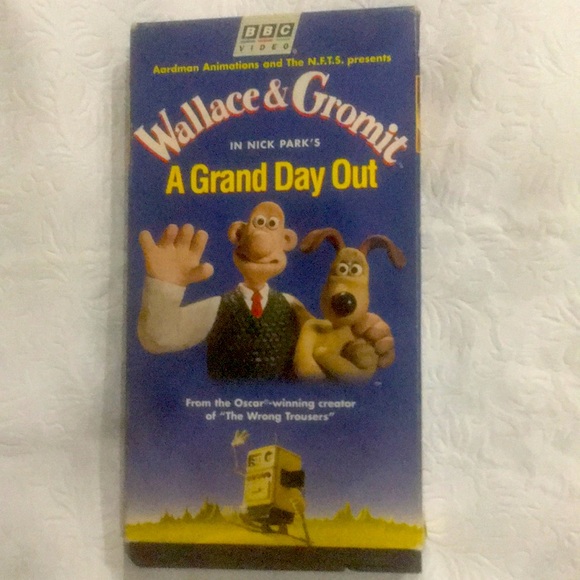 BBC
VIDEO
Aardman Animations and The N.F.T.S. presents
Wallace & Gromit
IN NICK PARK'S
A Grand Day Out
From the Oscar®-winning creator
of "The Wrong Trousers"